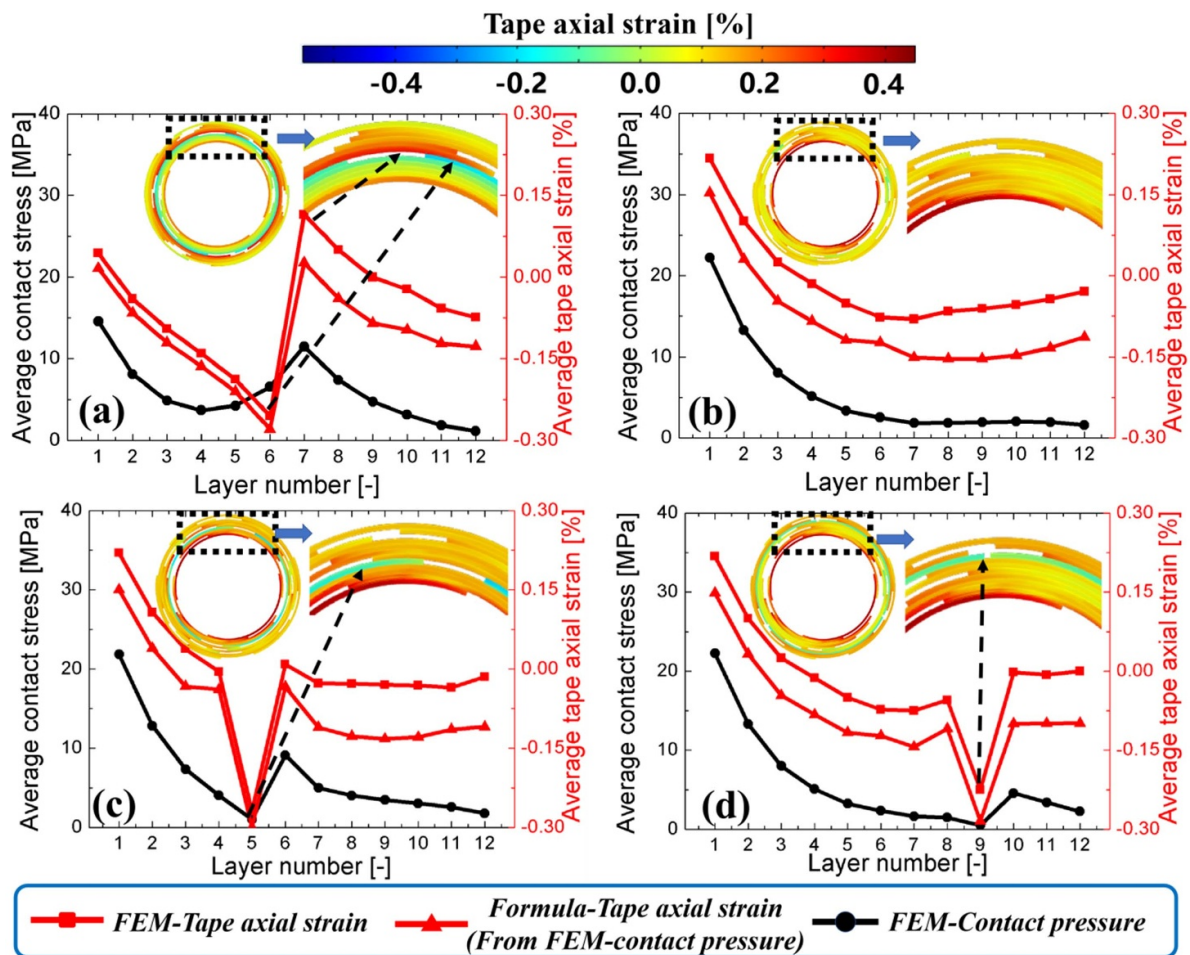 Tape axial strain [%]
-0.4 -0.2 0.0 0.2 0.4
Average contact stress [MPa]
40
30
20
10
0
(a)
0.30
0.15
0.00
-0.15
-0.30
Average tape axial strain [%]
1 2 3 4 5 6 7 8 9 10 11 12
Layer number [-]
Average contact stress [MPa]
40
30
20
10
0
(b)
0.30
0.15
0.00
-0.15
-0.30
Average tape axial strain [%]
1 2 3 4 5 6 7 8 9 10 11 12
Layer number [-]
Average contact stress [MPa]
40
30
20
10
0
(c)
0.30
0.15
0.00
-0.15
-0.30
Average tape axial strain [%]
1 2 3 4 5 6 7 8 9 10 11 12
Layer number [-]
Average contact stress [MPa]
40
30
20
10
0
(d)
0.30
0.15
0.00
-0.15
-0.30
Average tape axial strain [%]
1 2 3 4 5 6 7 8 9 10 11 12
Layer number [-]
FEM-Tape axial strain
Formula-Tape axial strain
(From FEM-contact pressure)
FEM-Contact pressure